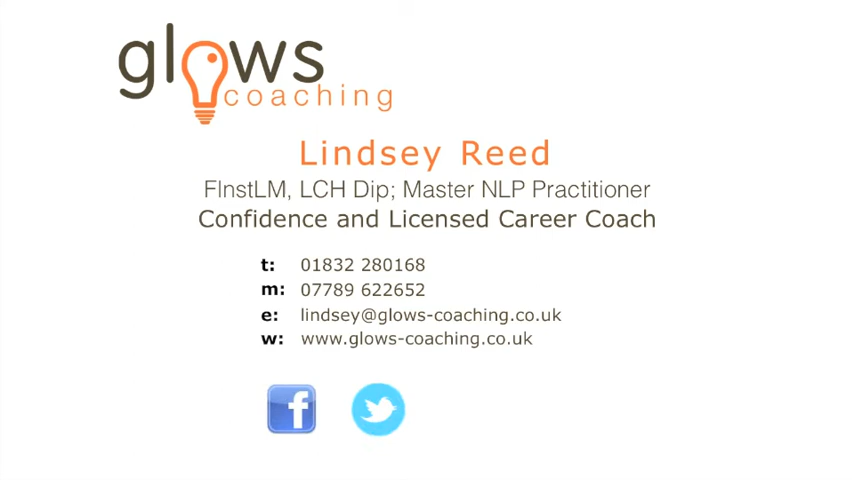 glows
coaching
Lindsey Reed
FInstLM, LCH Dip; Master NLP Practitioner
Confidence and Licensed Career Coach
t: 01832 280168
m: 07789 622652
e: lindsey@glows-coaching.co.uk
w: www.glows-coaching.co.uk
f